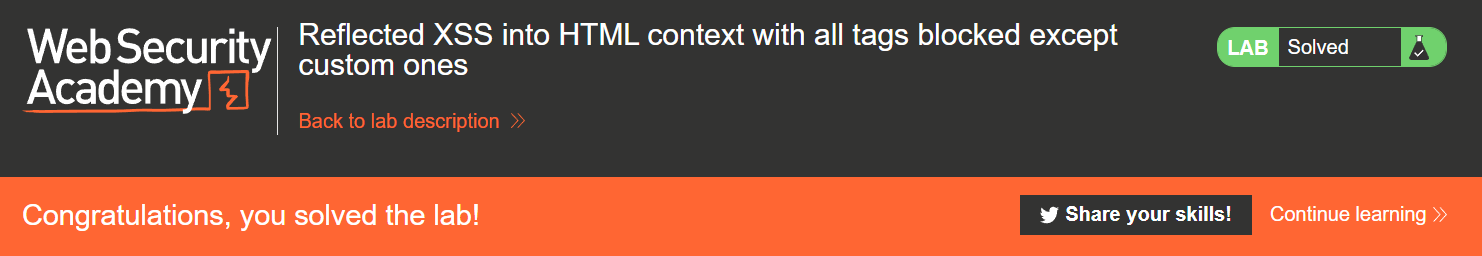 Web Security
Academy
Reflected XSS into HTML context with all tags blocked except
custom ones
Back to lab description
LAB Solved
Congratulations, you solved the lab!
Share your skills!
Continue learning